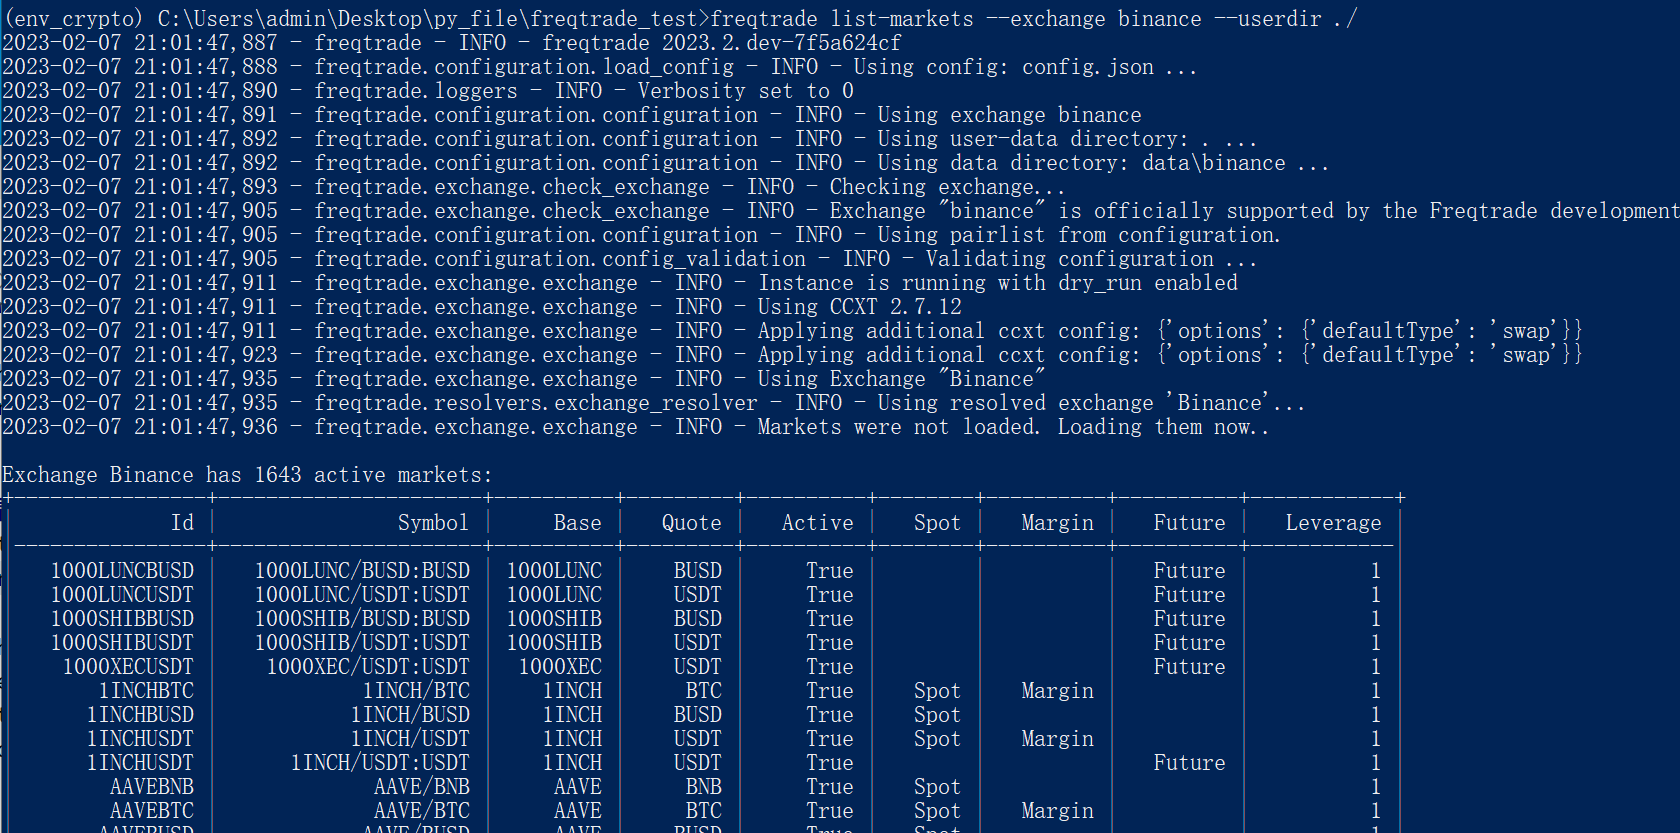 (env_crypto) C:\Users\admin\Desktop\py_file\freqtrade_test>freqtrade list-markets --exchange binance --userdir ./
2023-02-07 21:01:47,887 - freqtrade - INFO - freqtrade 2023.2.dev-7f5a624cf
2023-02-07 21:01:47,888 - freqtrade.configuration.load_config - INFO - Using config: config.json ...
2023-02-07 21:01:47,890 - freqtrade.loggers - INFO - Verbosity set to 0
2023-02-07 21:01:47,891 - freqtrade.configuration.configuration - INFO - Using exchange binance
2023-02-07 21:01:47,892 - freqtrade.configuration.configuration - INFO - Using user-data directory: . ...
2023-02-07 21:01:47,892 - freqtrade.configuration.configuration - INFO - Using data directory: data\binance ...
2023-02-07 21:01:47,893 - freqtrade.exchange.check_exchange - INFO - Checking exchange...
2023-02-07 21:01:47,905 - freqtrade.exchange.check_exchange - INFO - Exchange "binance" is officially supported by the Freqtrade development
2023-02-07 21:01:47,905 - freqtrade.configuration.configuration - INFO - Using pairlist from configuration.
2023-02-07 21:01:47,905 - freqtrade.configuration.config_validation - INFO - Validating configuration ...
2023-02-07 21:01:47,911 - freqtrade.exchange.exchange - INFO - Instance is running with dry_run enabled
2023-02-07 21:01:47,911 - freqtrade.exchange.exchange - INFO - Using CCXT 2.7.12
2023-02-07 21:01:47,911 - freqtrade.exchange.exchange - INFO - Applying additional ccxt config: {'options': {'defaultType': 'swap'}}
2023-02-07 21:01:47,923 - freqtrade.exchange.exchange - INFO - Applying additional ccxt config: {'options': {'defaultType': 'swap'}}
2023-02-07 21:01:47,935 - freqtrade.exchange.exchange - INFO - Using Exchange "Binance"
2023-02-07 21:01:47,935 - freqtrade.resolvers.exchange_resolver - INFO - Using resolved exchange 'Binance'...
2023-02-07 21:01:47,936 - freqtrade.exchange.exchange - INFO - Markets were not loaded. Loading them now..
Exchange Binance has 1643 active markets:
Id | Symbol | Base | Quote | Active | Spot | Margin | Future | Leverage
1000LUNCBUSD | 1000LUNC/BUSD:BUSD | 1000LUNC | BUSD | True | | | Future | 1
1000LUNCUSDT | 1000LUNC/USDT:USDT | 1000LUNC | USDT | True | | | Future | 1
1000SHIBBUSD | 1000SHIB/BUSD:BUSD | 1000SHIB | BUSD | True | | | Future | 1
1000SHIBUSDT | 1000SHIB/USDT:USDT | 1000SHIB | USDT | True | | | Future | 1
1000XECUSDT | 1000XEC/USDT:USDT | 1000XEC | USDT | True | | | Future | 1
1INCHBTC | 1INCH/BTC | 1INCH | BTC | True | Spot | Margin | | 1
1INCHBUSD | 1INCH/BUSD | 1INCH | BUSD | True | Spot | | | 1
1INCHUSDT | 1INCH/USDT | 1INCH | USDT | True | Spot | Margin | | 1
1INCHUSDT | 1INCH/USDT:USDT | 1INCH | USDT | True | | | Future | 1
AAVEBNB | AAVE/BNB | AAVE | BNB | True | Spot | | | 1
AAVEBTC | AAVE/BTC | AAVE | BTC | True | Spot | Margin | | 1
AAVEBUSD | AAVE/BUSD | AAVE | BUSD | True | Spot | | | 1